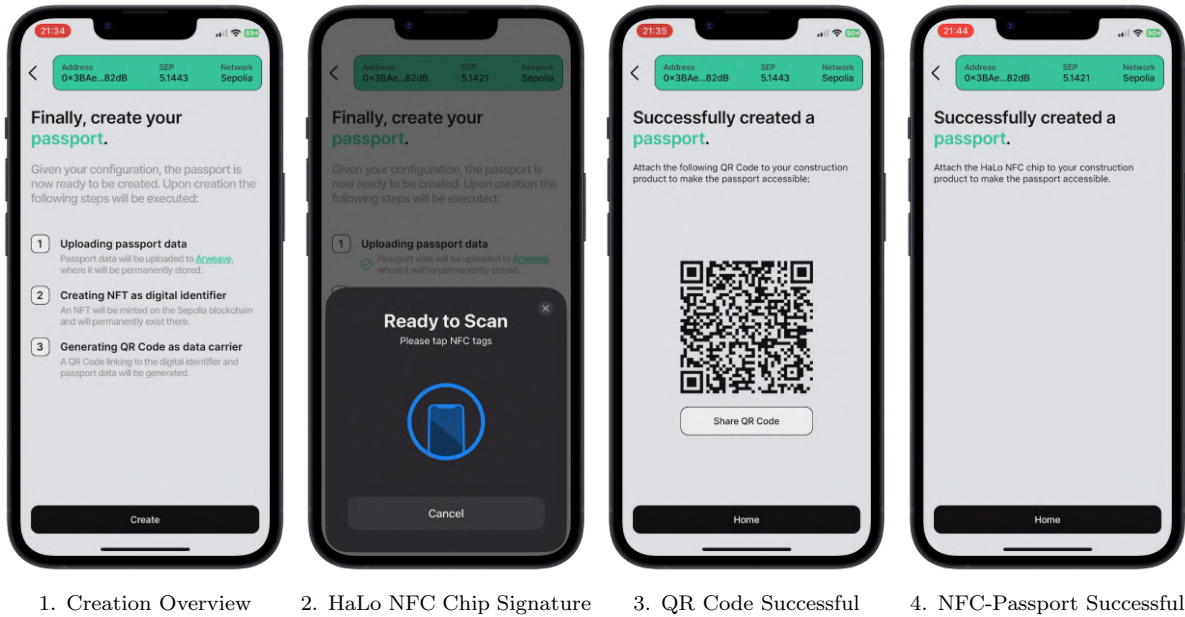 21:34
90+
Address SEP Network
0×3BAe...82dB 5.1443 Sepolia
Finally, create your
passport.
Given your configuration, the passport is
now ready to be created. Upon creation the
following steps will be executed:
1 Uploading passport data
Passport data will be uploaded to Arweave,
where it will be permanently stored.
2 Creating NFT as digital identifier
An NFT will be minted on the Sepolia blockchain
and will permanently exist there.
3 Generating QR Code as data carrier
A QR Code linking to the digital identifier and
passport data will be generated.
Create
1. Creation Overview
Address SEP Network
0×3BAe...82dB 5.1421 Sepolia
Finally, create your
passport.
Given your configuration, the passport is
now ready to be created. Upon creation the
following steps will be executed:
1 Uploading passport data
Passport data will be uploaded to Arweave,
where it will be permanently stored.
Ready to Scan
Please tap NFC tags
Cancel
2. HaLo NFC Chip Signature
21:35
90+
Address SEP Network
0×3BAe...82dB 5.1443 Sepolia
Successfully created a
passport.
Attach the following QR Code to your construction
product to make the passport accessible:
Share QR Code
Home
3. QR Code Successful
21:44
90+
Address SEP Network
0×3BAe...82dB 5.1421 Sepolia
Successfully created a
passport.
Attach the HaLo NFC chip to your construction
product to make the passport accessible.
Home
4. NFC-Passport Successful